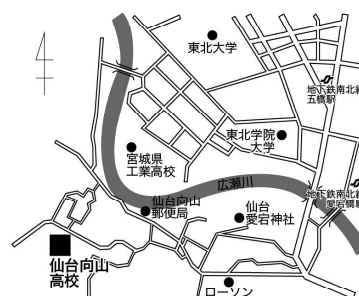 東北大学
地下鉄南北線
五橋駅
東北学院
大学
宮城県
工業高校
広瀬川
地下鉄南北線
愛宕橋駅
仙台向山
郵便局
仙台
愛宕神社
仙台向山
高校
ローソン